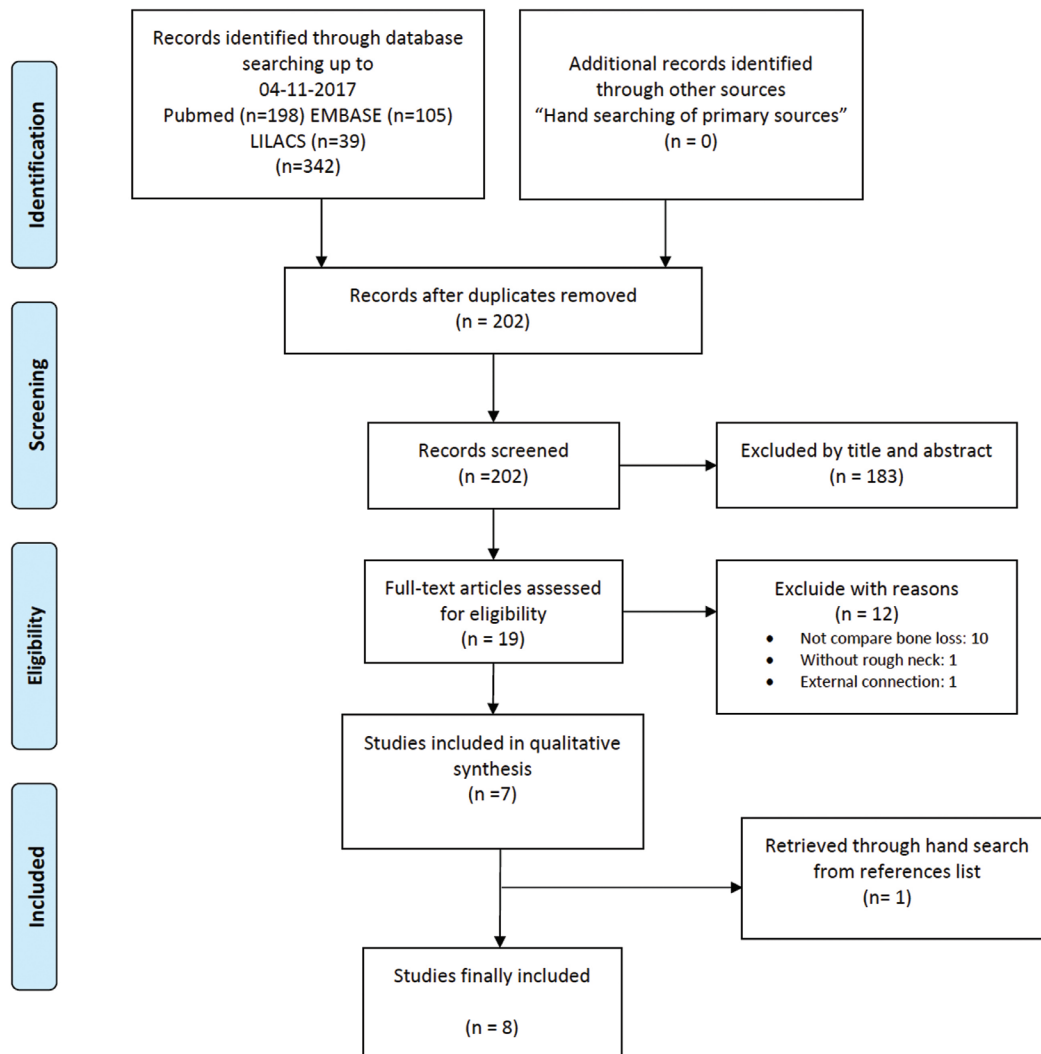 Identification
Records identified through database
searching up to
04-11-2017
Pubmed (n=198) EMBASE (n=105)
LILACS (n=39)
(n=342)
Additional records identified
through other sources
“Hand searching of primary sources”
(n = 0)
Records after duplicates removed
(n = 202)
Screening
Records screened
(n =202)
Excluded by title and abstract
(n = 183)
Eligibility
Full-text articles assessed
for eligibility
(n = 19)
Excluide with reasons
(n = 12)
• Not compare bone loss: 10
• Without rough neck: 1
• External connection: 1
Studies included in qualitative
synthesis
(n =7)
Included
Retrieved through hand search
from references list
(n= 1)
Studies finally included
(n = 8)